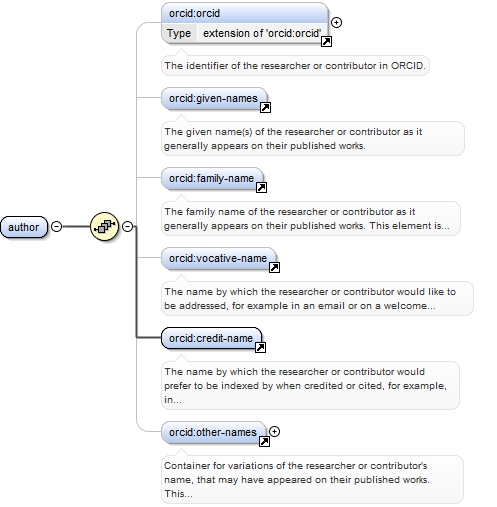 orcid:orcid
Type extension of 'orcid:orcid'
The identifier of the researcher or contributor in ORCID.
orcid:given-names
The given name(s) of the researcher or contributor as it
generally appears on their published works.
orcid:family-name
The family name of the researcher or contributor as it
generally appears on their published works. This element is...
author
orcid:vocative-name
The name by which the researcher or contributor would like to
be addressed, for example in an email or on a welcome...
orcid:credit-name
The name by which the researcher or contributor would
prefer to be indexed by when credited or cited, for example,
in...
orcid:other-names
Container for variations of the researcher or contributor's
name, that may have appeared on their published works.
This...